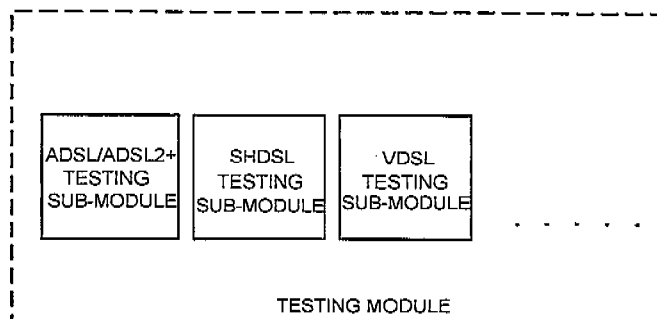 ADSL/ADSL2+
TESTING
SUB-MODULE
SHDSL
TESTING
SUB-MODULE
VDSL
TESTING
SUB-MODULE
. . . . .
TESTING MODULE